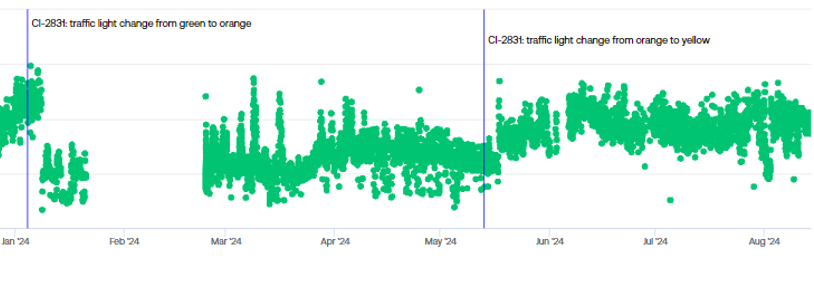 CI-2831: traffic light change from green to orange
CI-2831: traffic light change from orange to yellow
Jan '24 Feb '24 Mar '24 Apr '24 May '24 Jun '24 Jul '24 Aug '24